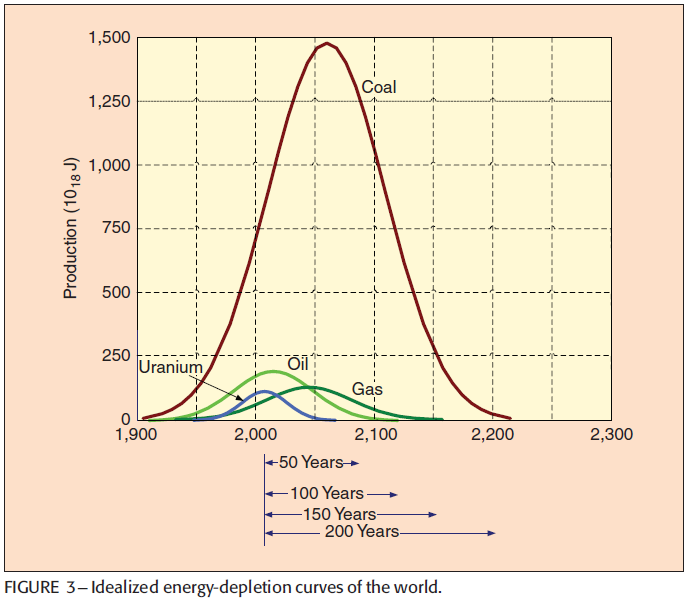 1,500
1,250
1,000
750
500
250
0
Production (10₁₈ J)
Coal
Uranium
Oil
Gas
1,900 2,000 2,100 2,200 2,300
50 Years
100 Years
150 Years
200 Years
FIGURE 3 – Idealized energy-depletion curves of the world.